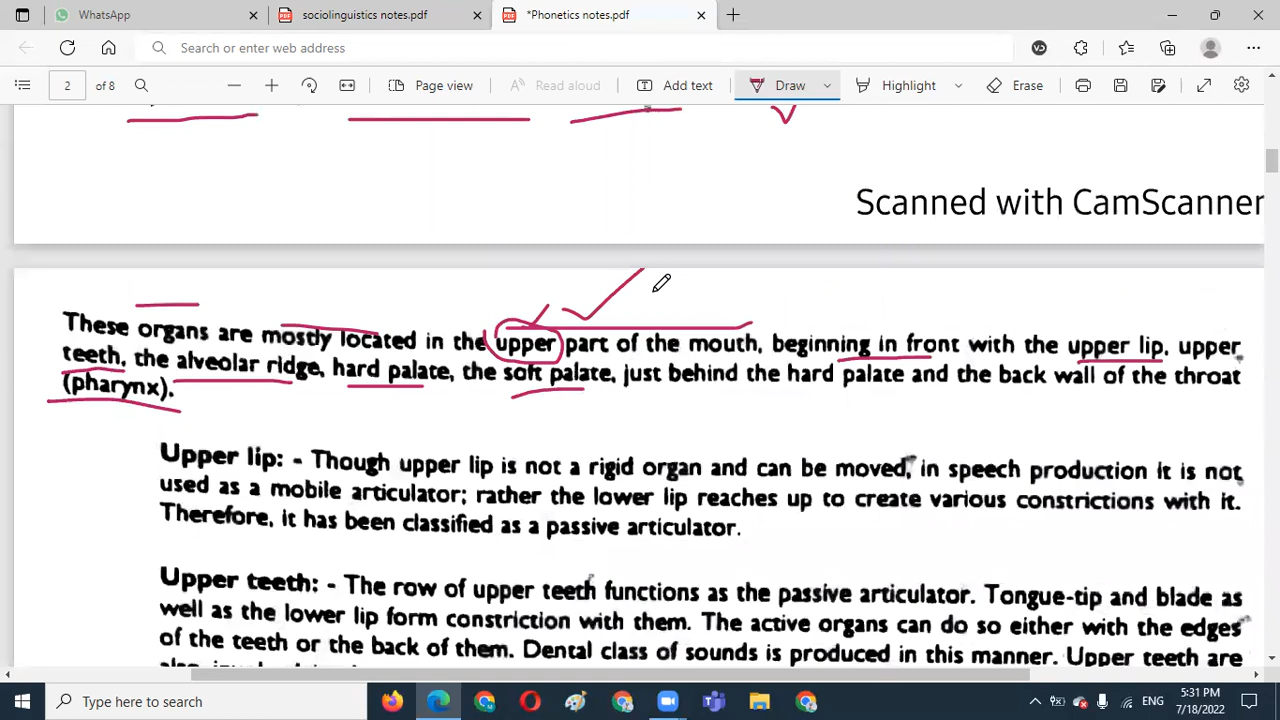 WhatsApp
sociolinguistics notes.pdf
*Phonetics notes.pdf
Search or enter web address
2 of 8
Page view
Read aloud
Add text
Draw
Highlight
Erase
Scanned with CamScanner
These organs are mostly located in the upper part of the mouth, beginning in front with the upper lip, upper
teeth, the alveolar ridge, hard palate, the soft palate, just behind the hard palate and the back wall of the throat
(pharynx).
Upper lip: - Though upper lip is not a rigid organ and can be moved, in speech production it is not
used as a mobile articulator; rather the lower lip reaches up to create various constrictions with it.
Therefore, it has been classified as a passive articulator.
Upper teeth: - The row of upper teeth functions as the passive articulator. Tongue-tip and blade as
well as the lower lip form constriction with them. The active organs can do so either with the edges
of the teeth or the back of them. Dental class of sounds is produced in this manner. Upper teeth are
Type here to search
ENG
5:31 PM
7/18/2022